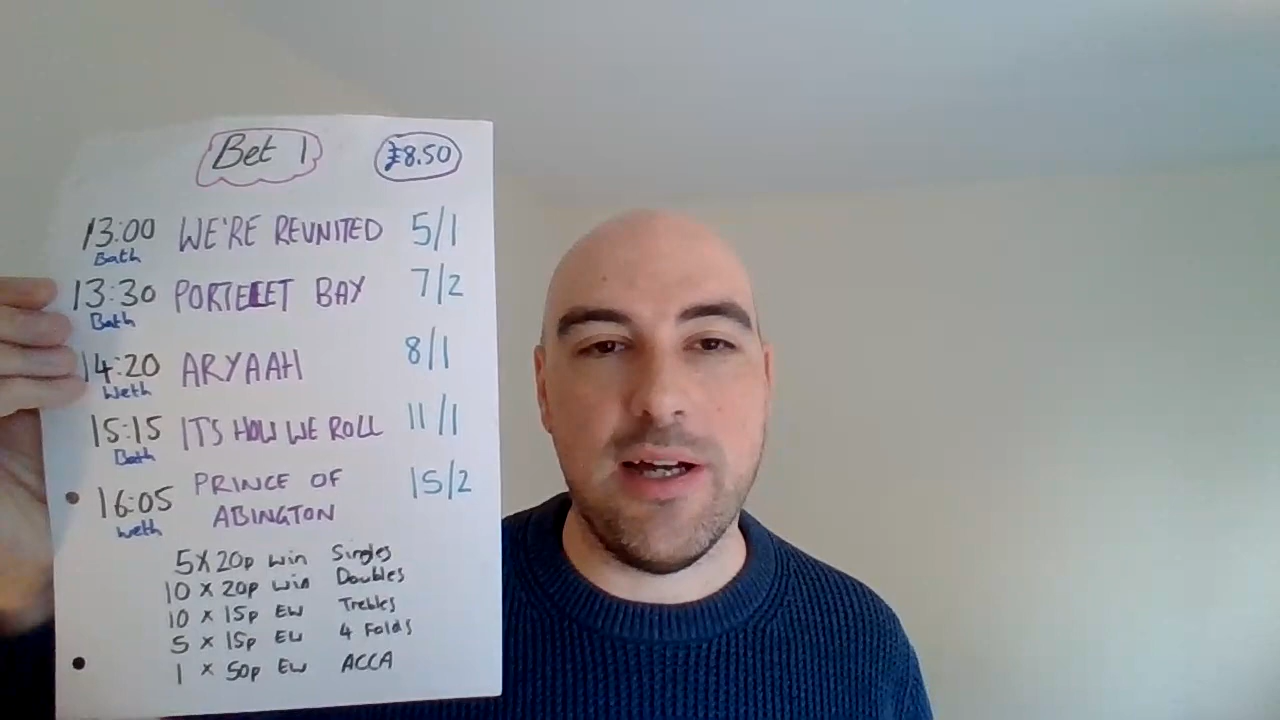 Bet 1 £8.50
13:00 WE'RE REUNITED 5/1
Bath
13:30 PORTELET BAY 7/2
Bath
14:20 ARYAAH 8/1
Weth
15:15 IT'S HOW WE ROLL 11/1
Bath
16:05 PRINCE OF 15/2
Weth ABINGTON
5 X 20p win Singles
10 x 20p win Doubles
10 x 15p EW Trebles
5 x 15p EW 4 Folds
1 x 50p EW ACCA